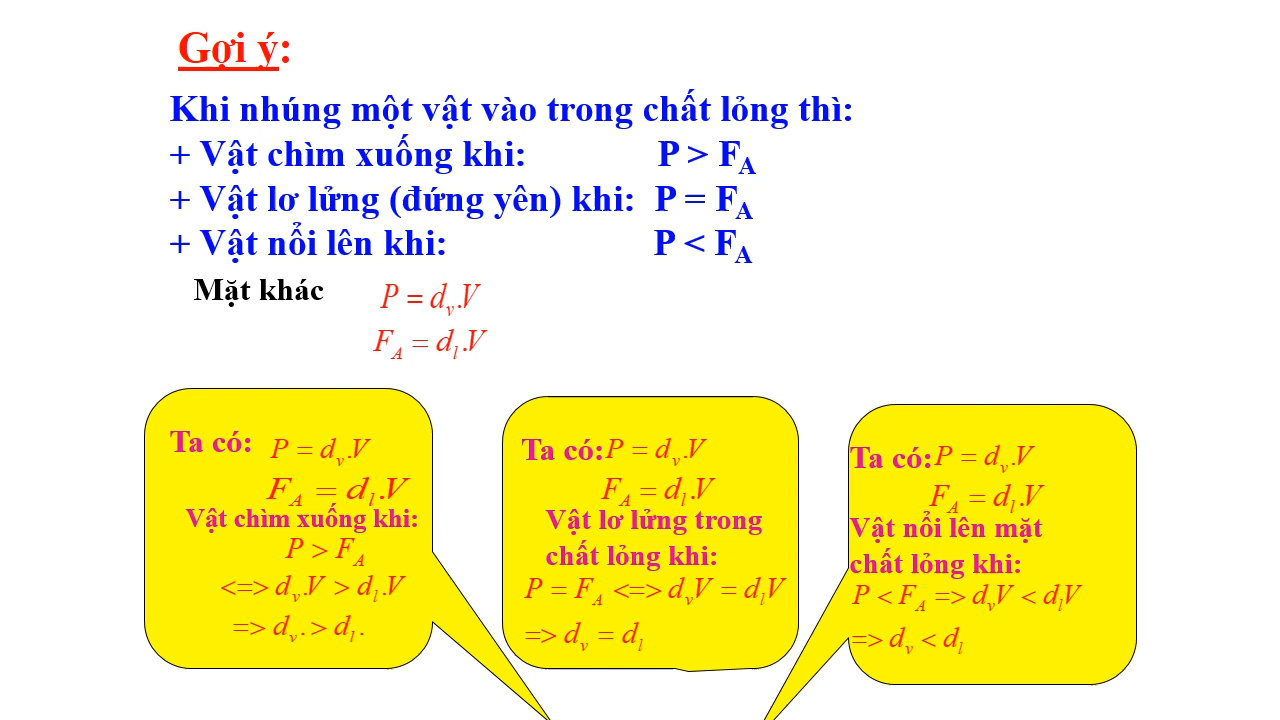 Gợi ý:
Khi nhúng một vật vào trong chất lỏng thì:
+ Vật chìm xuống khi: P > F_A
+ Vật lơ lửng (đứng yên) khi: P = F_A
+ Vật nổi lên khi: P < F_A
Mặt khác P = d_v.V
F_A = d_l.V
Ta có: P = d_v.V
F_A = d_l.V
Vật chìm xuống khi:
P > F_A
<=> d_v.V > d_l.V
=> d_v. > d_l.
Ta có: P = d_v.V
F_A = d_l.V
Vật lơ lửng trong
chất lỏng khi:
P = F_A <=> d_vV = d_lV
=> d_v = d_l
Ta có: P = d_v.V
F_A = d_l.V
Vật nổi lên mặt
chất lỏng khi:
P < F_A => d_vV < d_lV
=> d_v < d_l